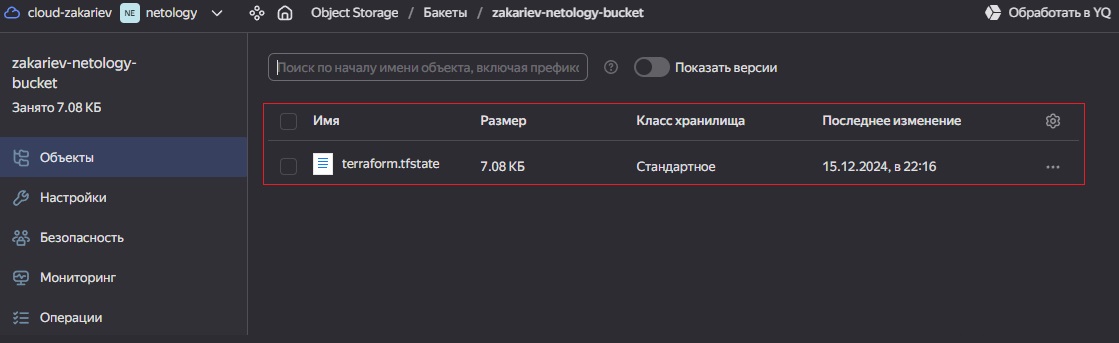 cloud-zakariev NE netology Object Storage / Бакеты / zakariev-netology-bucket Обработать в YQ
zakariev-netology-
bucket
Занято 7.08 КБ
Объекты
Настройки
Безопасность
Мониторинг
Операции
Поиск по началу имени объекта, включая префикс Показать версии
Имя Размер Класс хранилища Последнее изменение
terraform.tfstate 7.08 КБ Стандартное 15.12.2024, в 22:16